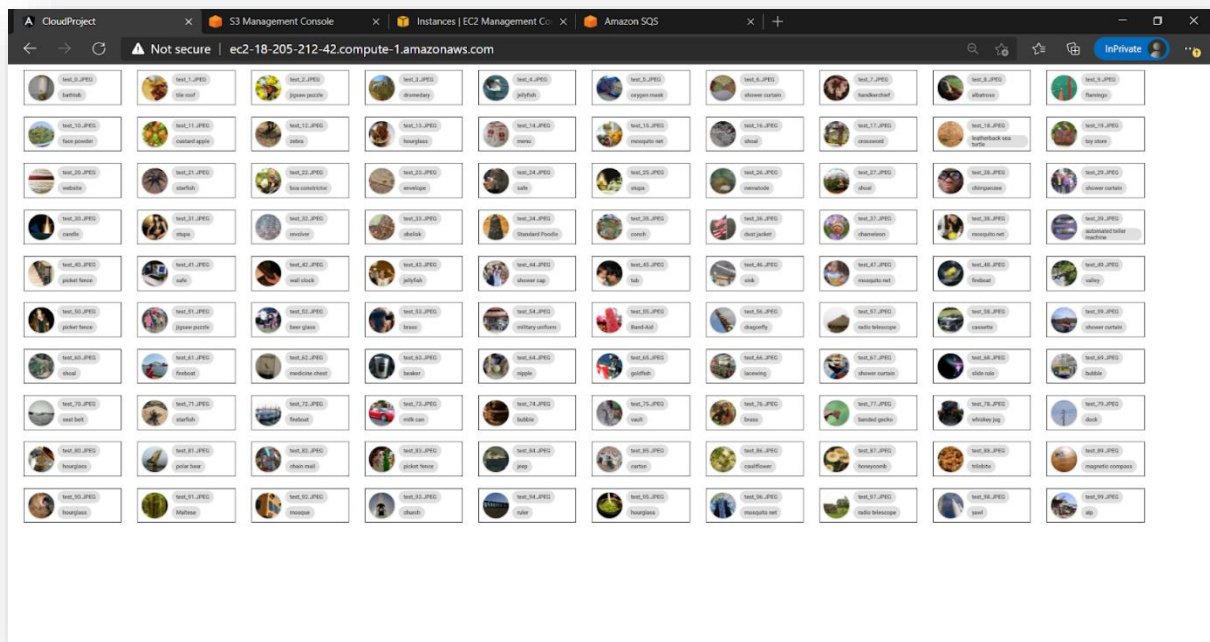 CloudProject
S3 Management Console
Instances | EC2 Management Co
Amazon SQS
Not secure | ec2-18-205-212-42.compute-1.amazonaws.com
InPrivate
test_0.JPEG test_1.JPEG test_2.JPEG test_3.JPEG test_4.JPEG test_5.JPEG test_6.JPEG test_7.JPEG test_8.JPEG test_9.JPEG
bathtub tile roof jigsaw puzzle dromedary jellyfish oxygen mask shower curtain handkerchief albatross flamingo
test_10.JPEG test_11.JPEG test_12.JPEG test_13.JPEG test_14.JPEG test_15.JPEG test_16.JPEG test_17.JPEG test_18.JPEG test_19.JPEG
face powder custard apple zebra hourglass menu mosquito net shoal crossword leatherback sea turtle toy store
test_20.JPEG test_21.JPEG test_22.JPEG test_23.JPEG test_24.JPEG test_25.JPEG test_26.JPEG test_27.JPEG test_28.JPEG test_29.JPEG
website starfish boa constrictor envelope safe stupa nematode shoal chimpanzee shower curtain
test_30.JPEG test_31.JPEG test_32.JPEG test_33.JPEG test_34.JPEG test_35.JPEG test_36.JPEG test_37.JPEG test_38.JPEG test_39.JPEG
candle stupa revolver obelisk Standard Poodle conch dust jacket chameleon mosquito net automated teller machine
test_40.JPEG test_41.JPEG test_42.JPEG test_43.JPEG test_44.JPEG test_45.JPEG test_46.JPEG test_47.JPEG test_48.JPEG test_49.JPEG
picket fence safe wall clock jellyfish shower cap tub sink mosquito net fireboat valley
test_50.JPEG test_51.JPEG test_52.JPEG test_53.JPEG test_54.JPEG test_55.JPEG test_56.JPEG test_57.JPEG test_58.JPEG test_59.JPEG
picket fence jigsaw puzzle beer glass brass military uniform Band-Aid dragonfly radio telescope cassette shower curtain
test_60.JPEG test_61.JPEG test_62.JPEG test_63.JPEG test_64.JPEG test_65.JPEG test_66.JPEG test_67.JPEG test_68.JPEG test_69.JPEG
shoal fireboat medicine chest beaker nipple goldfish lacewing shower curtain slide rule bubble
test_70.JPEG test_71.JPEG test_72.JPEG test_73.JPEG test_74.JPEG test_75.JPEG test_76.JPEG test_77.JPEG test_78.JPEG test_79.JPEG
seat belt starfish fireboat milk can bubble vault brass banded gecko whiskey jug dock
test_80.JPEG test_81.JPEG test_82.JPEG test_83.JPEG test_84.JPEG test_85.JPEG test_86.JPEG test_87.JPEG test_88.JPEG test_89.JPEG
hourglass polar bear chain mail picket fence jeep carton cauliflower honeycomb trilobite magnetic compass
test_90.JPEG test_91.JPEG test_92.JPEG test_93.JPEG test_94.JPEG test_95.JPEG test_96.JPEG test_97.JPEG test_98.JPEG test_99.JPEG
hourglass Maltese mosque church ruler hourglass mosquito net radio telescope yawl alp